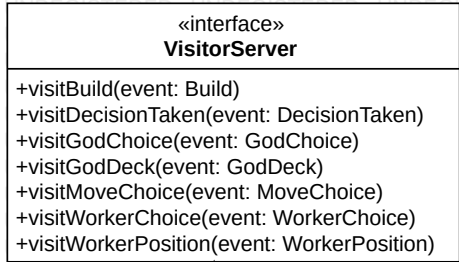 «interface»
VisitorServer
+visitBuild(event: Build)
+visitDecisionTaken(event: DecisionTaken)
+visitGodChoice(event: GodChoice)
+visitGodDeck(event: GodDeck)
+visitMoveChoice(event: MoveChoice)
+visitWorkerChoice(event: WorkerChoice)
+visitWorkerPosition(event: WorkerPosition)